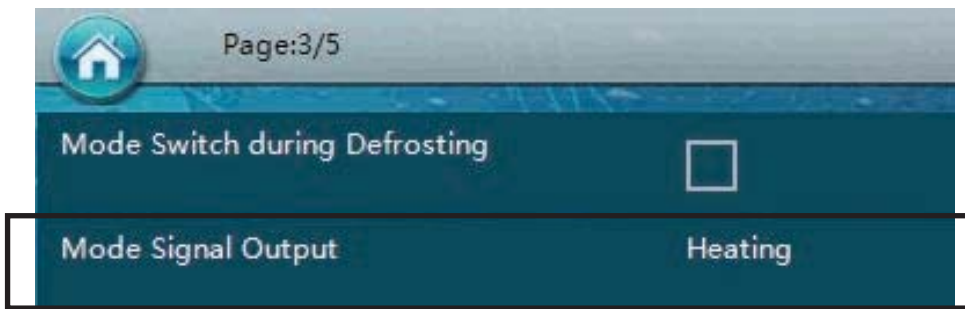 Page:3/5
Mode Switch during Defrosting
Mode Signal Output Heating